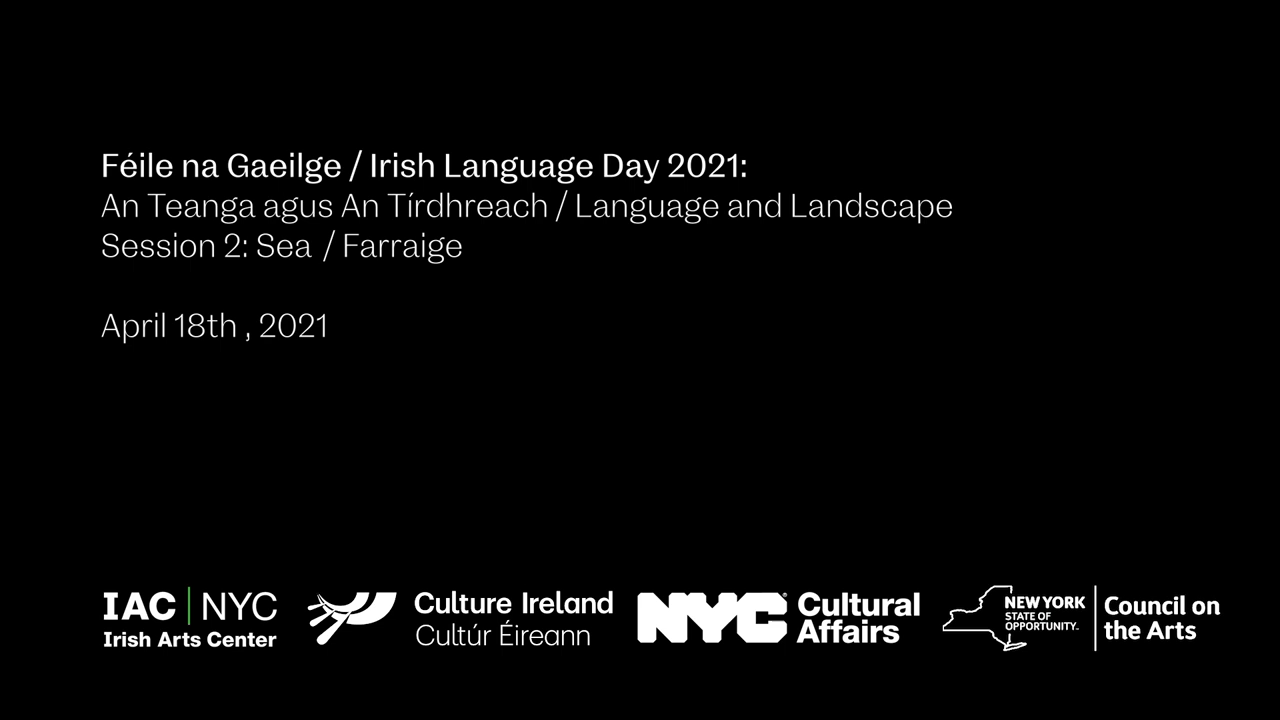 Féile na Gaeilge / Irish Language Day 2021:
An Teanga agus An Tírdhreach / Language and Landscape
Session 2: Sea / Farraige
April 18th , 2021
IAC | NYC
Irish Arts Center
Culture Ireland
Cultúr Éireann
NYC® Cultural
Affairs
NEW YORK
STATE OF
OPPORTUNITY™
Council on
the Arts